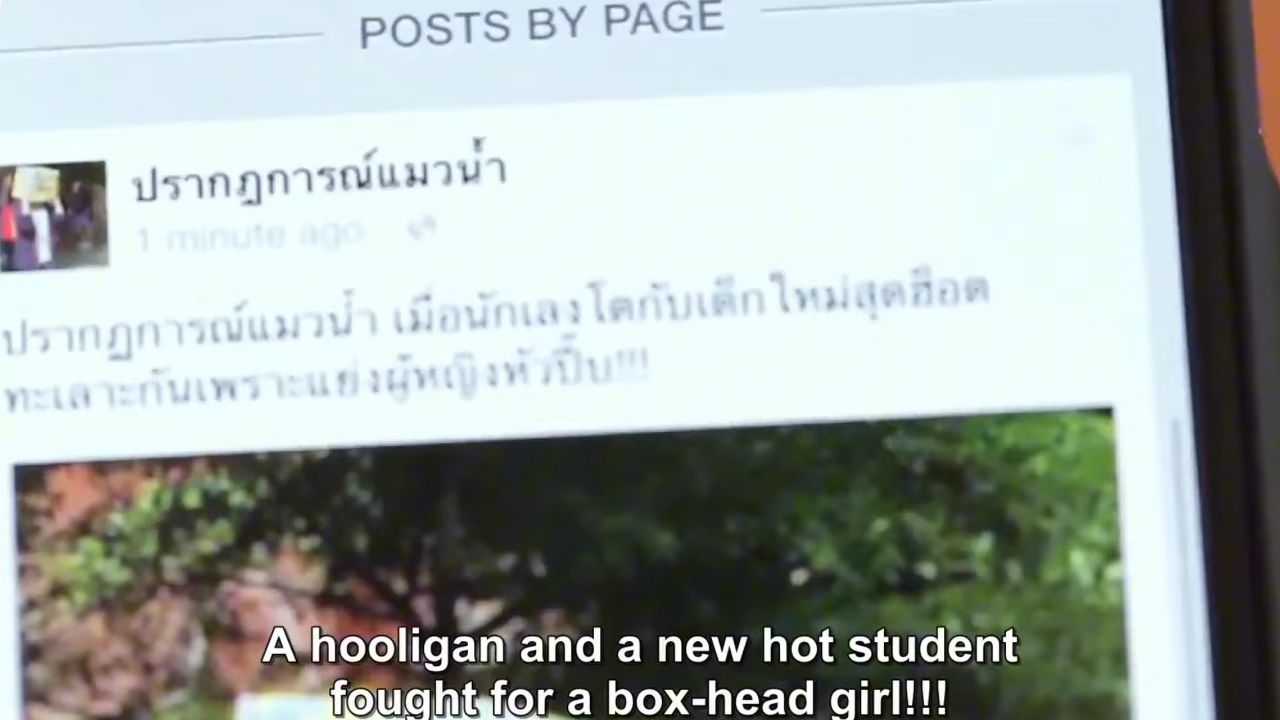 POSTS BY PAGE
ปรากฏการณ์แมวน้ำ
1 minute ago
ปรากฏการณ์แมวน้ำ เมื่อนักเลงโตกับเด็กใหม่สุดฮ็อต
ทะเลาะกันเพราะแย่งผู้หญิงหัวปี๊บ!!!
A hooligan and a new hot student
fought for a box-head girl!!!